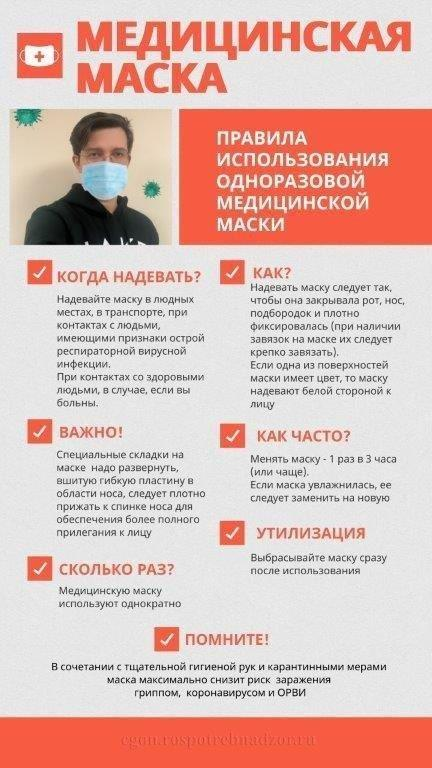 МЕДИЦИНСКАЯ
МАСКА
ПРАВИЛА
ИСПОЛЬЗОВАНИЯ
ОДНОРАЗОВОЙ
МЕДИЦИНСКОЙ
МАСКИ
КОГДА НАДЕВАТЬ?
Надевайте маску в людных
местах, в транспорте, при
контактах с людьми,
имеющими признаки острой
респираторной вирусной
инфекции.
При контактах со здоровыми
людьми, в случае, если вы
больны.
КАК?
Надевать маску следует так,
чтобы она закрывала рот, нос,
подбородок и плотно
фиксировалась (при наличии
завязок на маске их следует
крепко завязать).
Если одна из поверхностей
маски имеет цвет, то маску
надевают белой стороной к
лицу
ВАЖНО!
Специальные складки на
маске надо развернуть,
вшитую гибкую пластину в
области носа, следует плотно
прижать к спинке носа для
обеспечения более полного
прилегания к лицу
КАК ЧАСТО?
Менять маску - 1 раз в 3 часа
(или чаще).
Если маска увлажнилась, ее
следует заменить на новую
СКОЛЬКО РАЗ?
Медицинскую маску
используют однократно
УТИЛИЗАЦИЯ
Выбрасывайте маску сразу
после использования
ПОМНИТЕ!
В сочетании с тщательной гигиеной рук и карантинными мерами
маска максимально снизит риск заражения
гриппом, коронавирусом и ОРВИ
cgon.rospotrebnadzor.ru